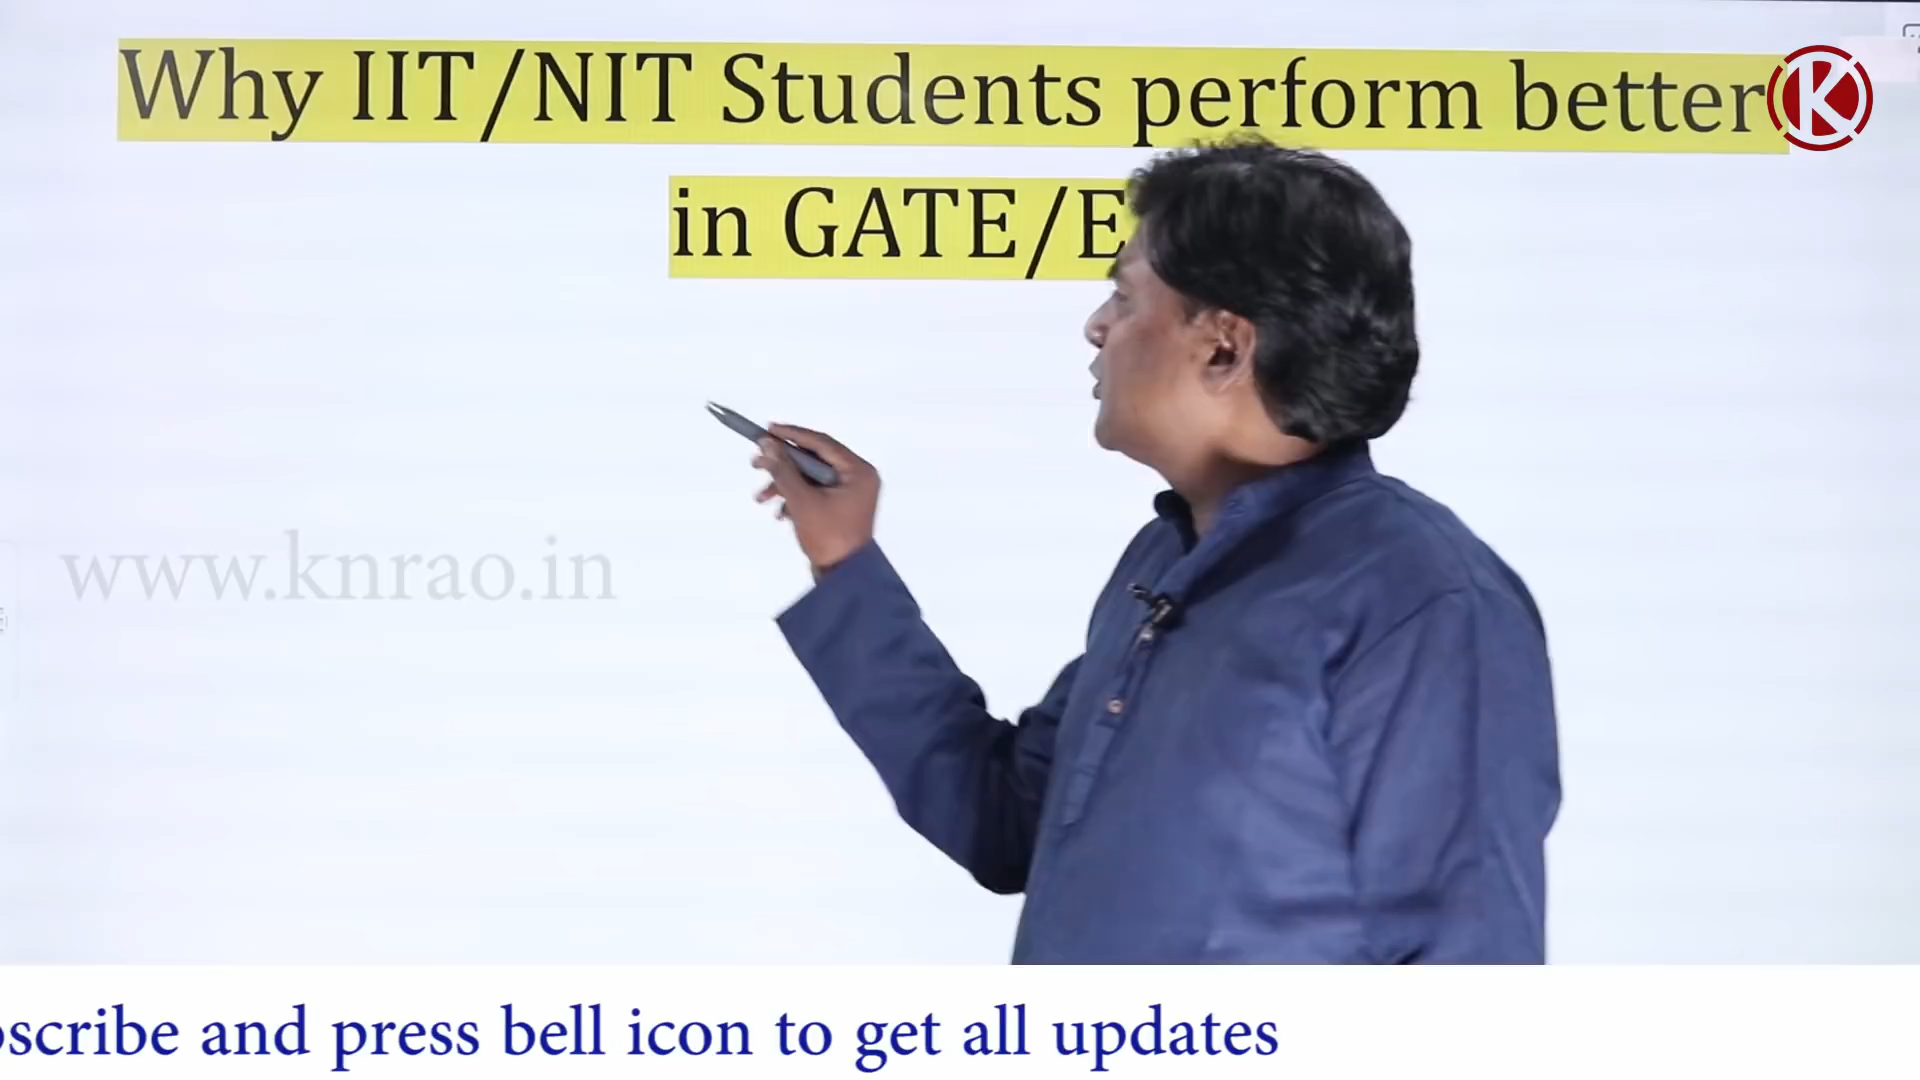 Why IIT/NIT Students perform better
in GATE/E
K
www.knrao.in
scribe and press bell icon to get all updates